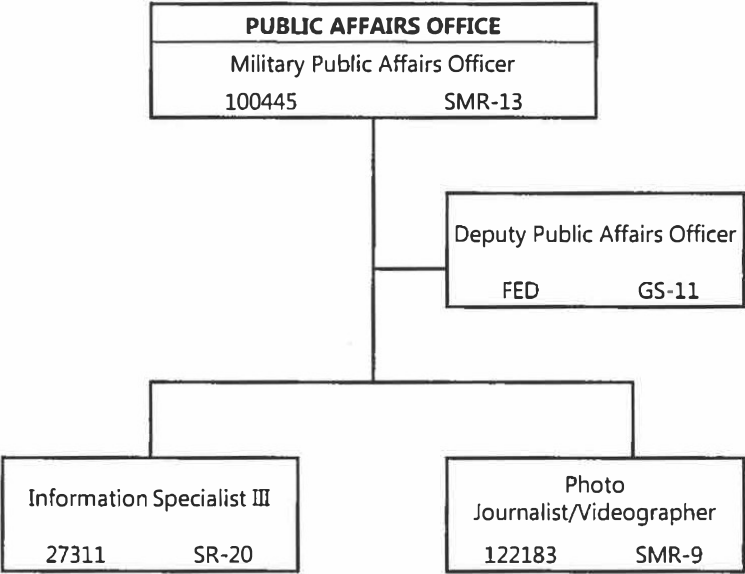 PUBLIC AFFAIRS OFFICE
Military Public Affairs Officer
100445 SMR-13
Deputy Public Affairs Officer
FED GS-11
Information Specialist III
27311 SR-20
Photo
Journalist/Videographer
122183 SMR-9